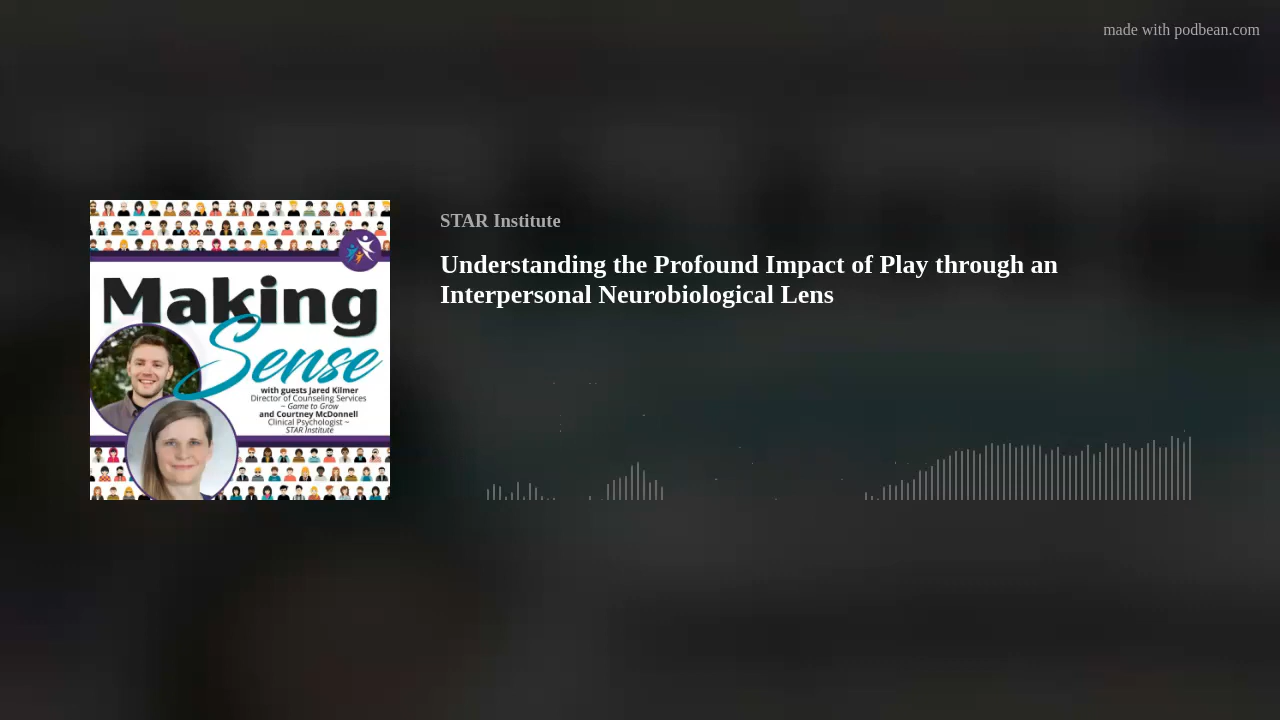 made with podbean.com
STAR Institute
Understanding the Profound Impact of Play through an
Interpersonal Neurobiological Lens
Making
Sense
with guests Jared Kilmer
Director of Counseling Services
~ Game to Grow
and Courtney McDonnell
Clinical Psychologist ~
STAR Institute